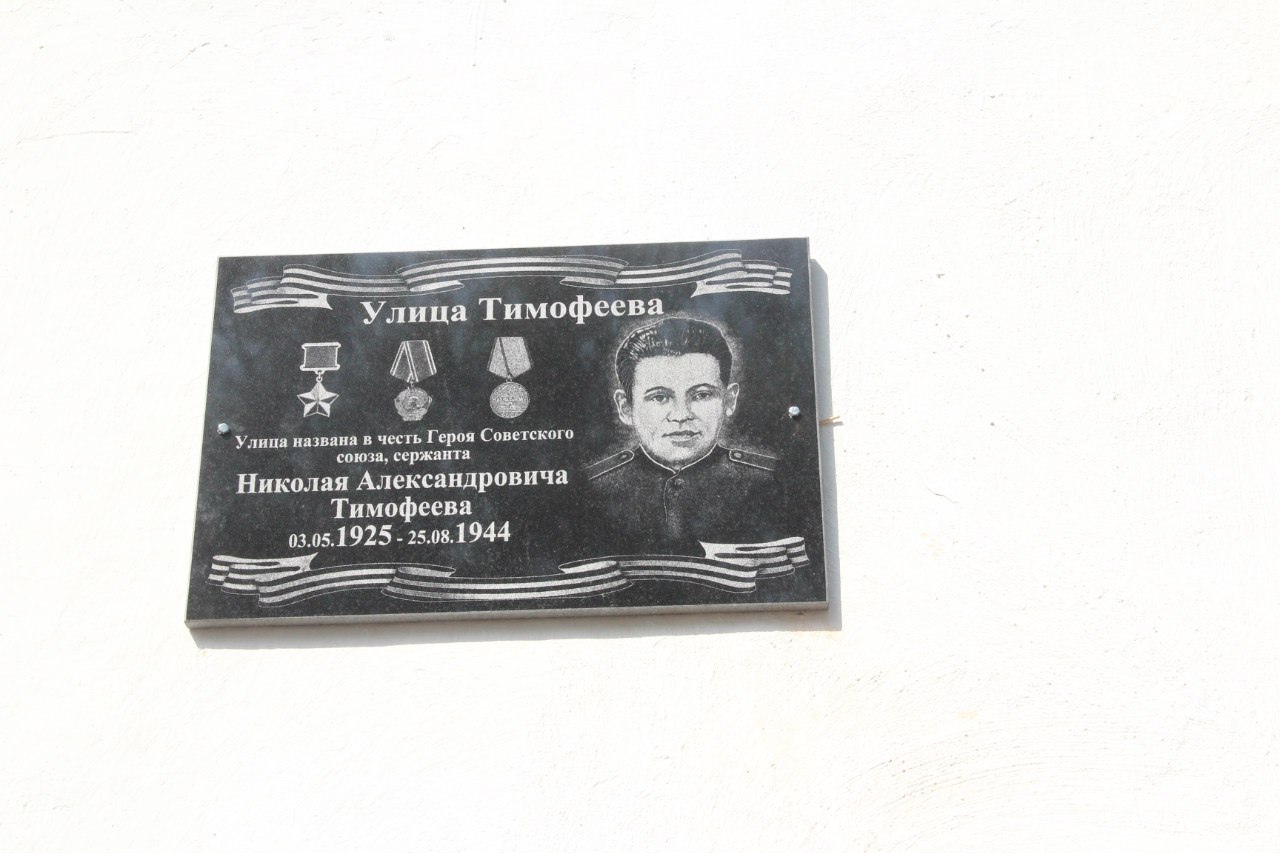 Улица Тимофеева
Улица названа в честь Героя Советского
союза, сержанта
Николая Александровича
Тимофеева
03.05.1925 - 25.08.1944